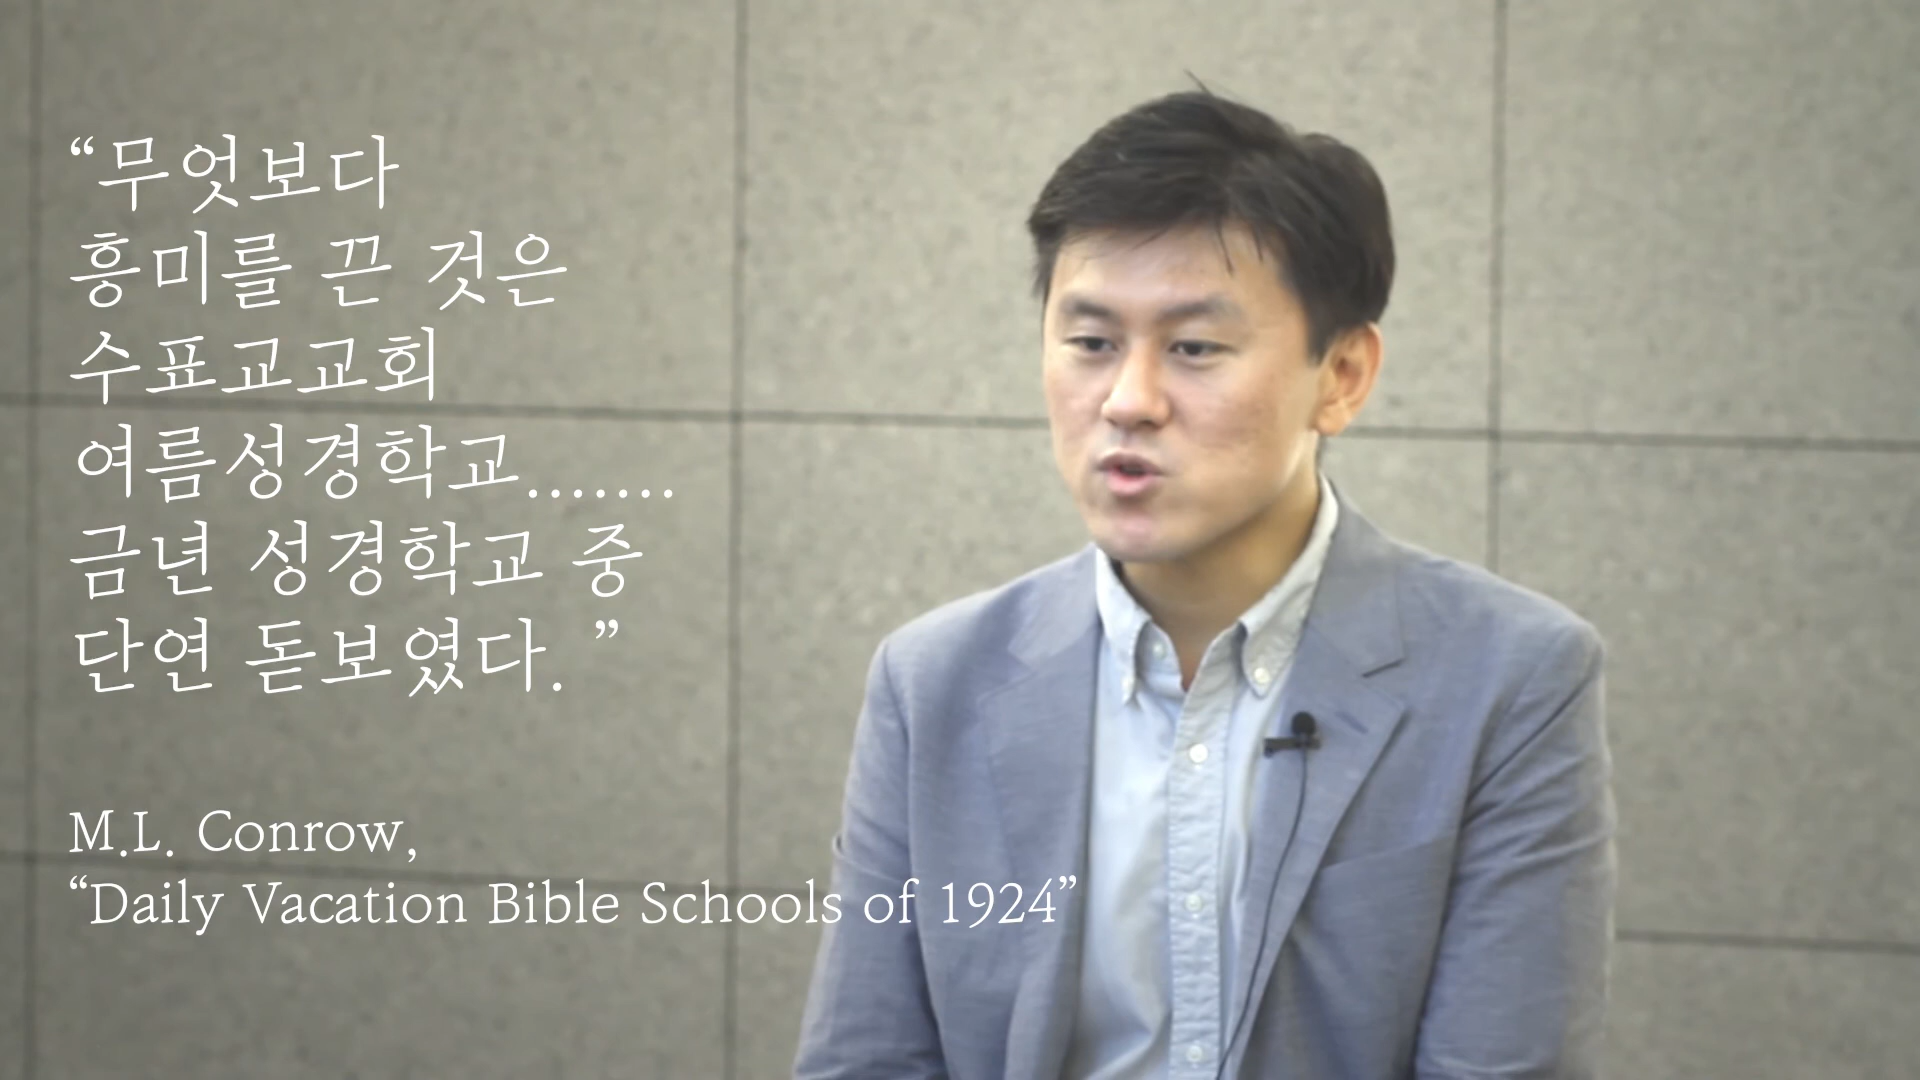 “무엇보다
흥미를 끈 것은
수표교교회
여름성경학교.......
금년 성경학교 중
단연 돋보였다. ”
M.L. Conrow,
“Daily Vacation Bible Schools of 1924”